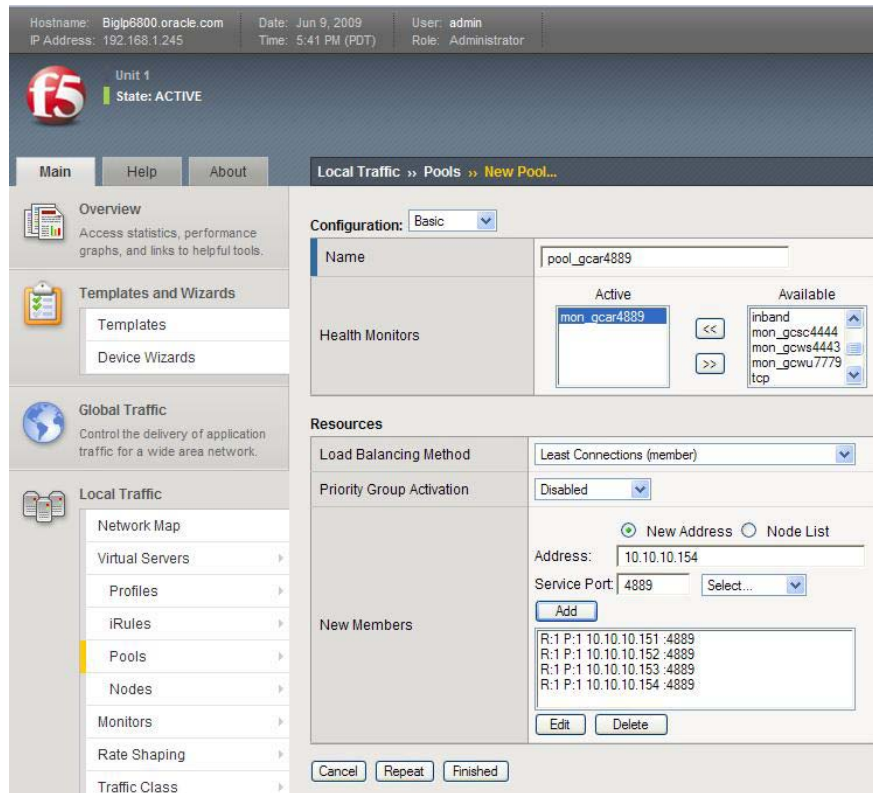 Hostname: BigIp6800.oracle.com Date: Jun 9, 2009 User: admin
IP Address: 192.168.1.245 Time: 5:41 PM (PDT) Role: Administrator
f5
Unit 1
State: ACTIVE
Main Help About
Local Traffic ›› Pools ›› New Pool...
Overview
Access statistics, performance
graphs, and links to helpful tools.
Templates and Wizards
Templates
Device Wizards
Global Traffic
Control the delivery of application
traffic for a wide area network.
Local Traffic
Network Map
Virtual Servers
Profiles
iRules
Pools
Nodes
Monitors
Rate Shaping
Traffic Class
Configuration: Basic
Name pool_gcar4889
Health Monitors
Active Available
mon_gcar4889
<<
>>
inband
mon_gcsc4444
mon_gcws4443
mon_gcwu7779
tcp
Resources
Load Balancing Method Least Connections (member)
Priority Group Activation Disabled
New Members
New Address Node List
Address: 10.10.10.154
Service Port: 4889 Select...
Add
R:1 P:1 10.10.10.151 :4889
R:1 P:1 10.10.10.152 :4889
R:1 P:1 10.10.10.153 :4889
R:1 P:1 10.10.10.154 :4889
Edit Delete
Cancel Repeat Finished